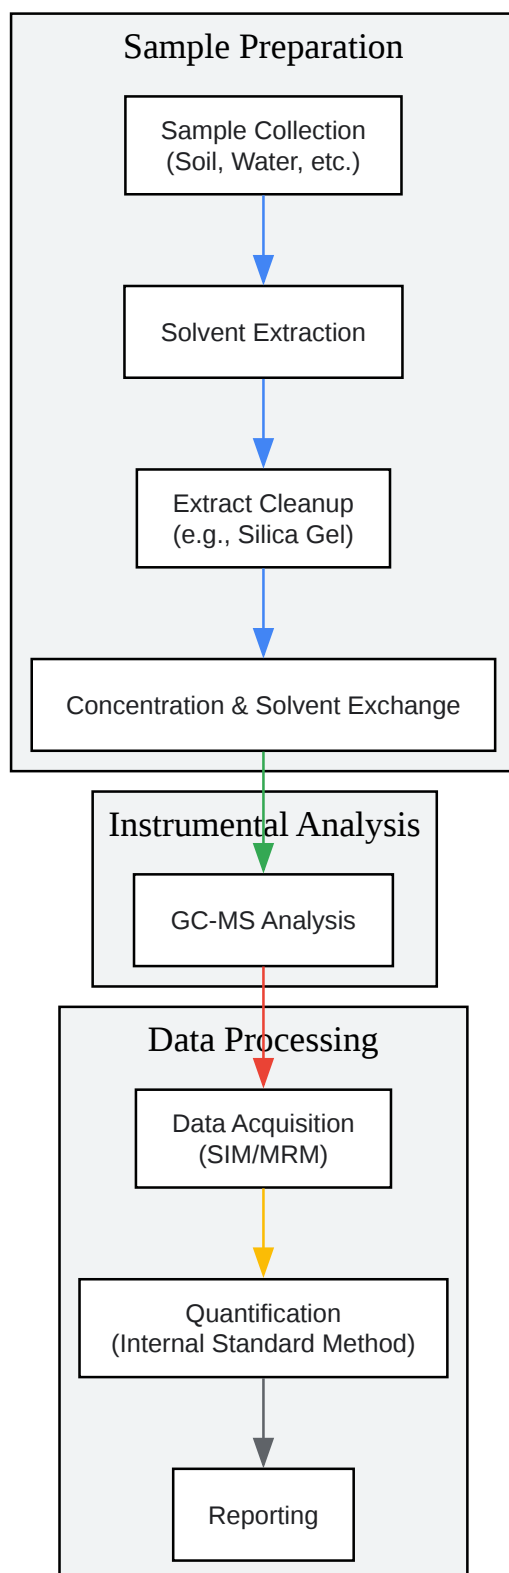 Sample Preparation
Sample Collection
(Soil, Water, etc.)
Solvent Extraction
Extract Cleanup
(e.g., Silica Gel)
Concentration & Solvent Exchange
Instrumental Analysis
GC-MS Analysis
Data Processing
Data Acquisition
(SIM/MRM)
Quantification
(Internal Standard Method)
Reporting